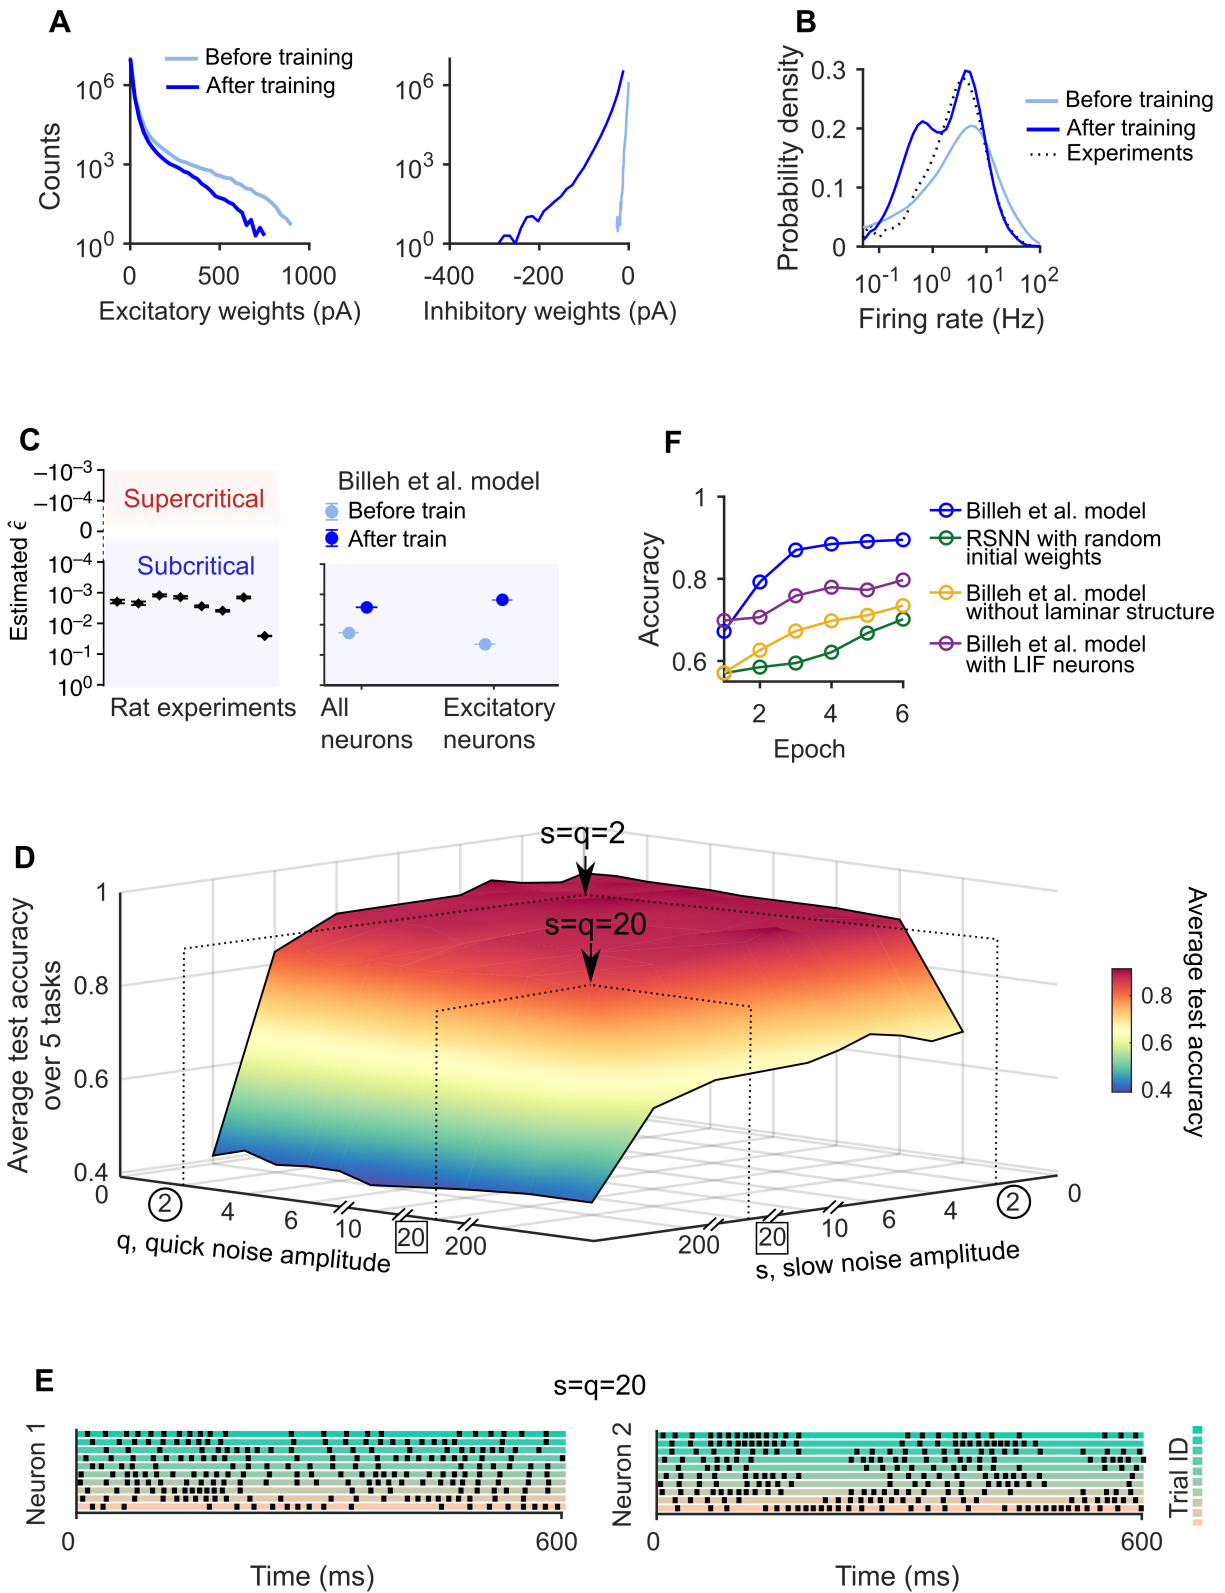 A
Before training
After training
Counts
10^6
10^3
10^0
0
500
1000
Excitatory weights (pA)
10^6
10^3
10^0
-400
-200
0
Inhibitory weights (pA)
B
Probability density
0.3
0.2
0.1
0
10^-1
10^0
10^1
10^2
Firing rate (Hz)
Before training
After training
Experiments
C
Estimated ε̂
−10^−3
−10^−4
0
10^−4
10^−3
10^−2
10^−1
10^0
Supercritical
Subcritical
Rat experiments
Billeh et al. model
Before train
After train
All
neurons
Excitatory
neurons
F
Accuracy
1
0.8
0.6
2
4
6
Epoch
Billeh et al. model
RSNN with random
initial weights
Billeh et al. model
without laminar structure
Billeh et al. model
with LIF neurons
D
s=q=2
s=q=20
Average test accuracy
over 5 tasks
1
0.8
0.6
0.4
0
2
4
6
10
20
200
q, quick noise amplitude
200
20
10
6
4
2
0
s, slow noise amplitude
0.8
0.6
0.4
Average test accuracy
E
s=q=20
Neuron 1
0
600
Time (ms)
Neuron 2
0
600
Time (ms)
Trial ID